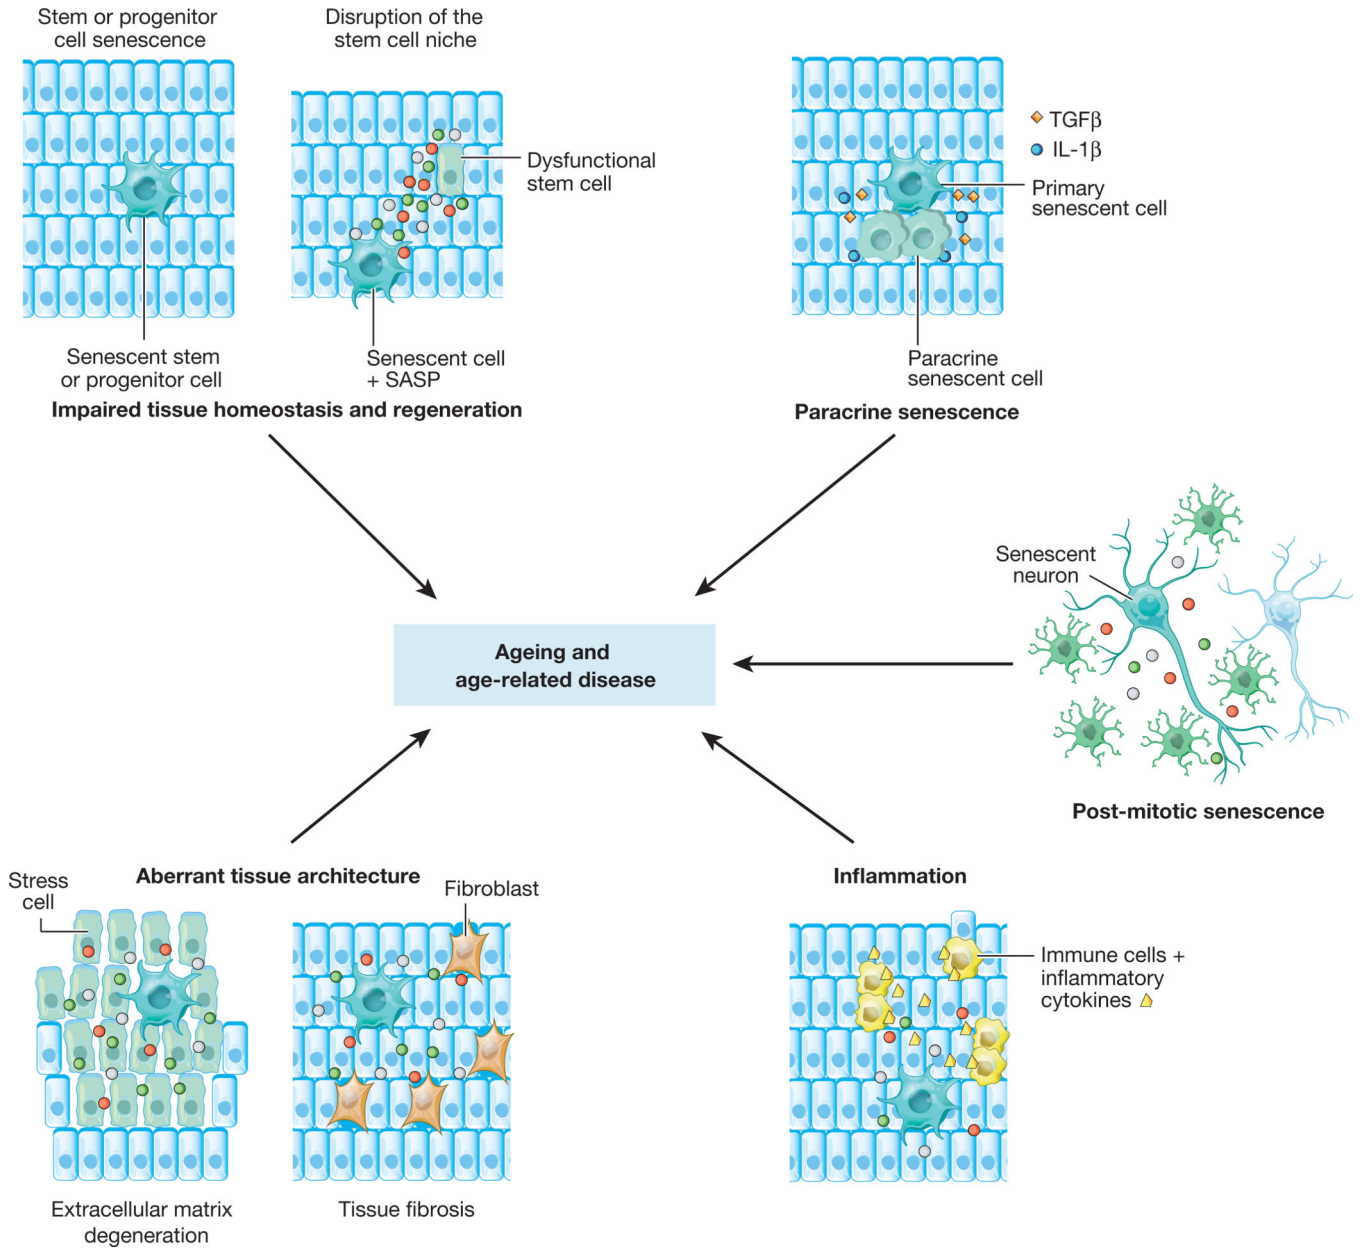 Stem or progenitor
cell senescence
Disruption of the
stem cell niche
Dysfunctional
stem cell
Senescent stem
or progenitor cell
Senescent cell
+ SASP
Impaired tissue homeostasis and regeneration
TGFβ
IL-1β
Primary
senescent cell
Paracrine
senescent cell
Paracrine senescence
Senescent
neuron
Post-mitotic senescence
Ageing and
age-related disease
Aberrant tissue architecture
Stress
cell
Fibroblast
Extracellular matrix
degeneration
Tissue fibrosis
Inflammation
Immune cells +
inflammatory
cytokines